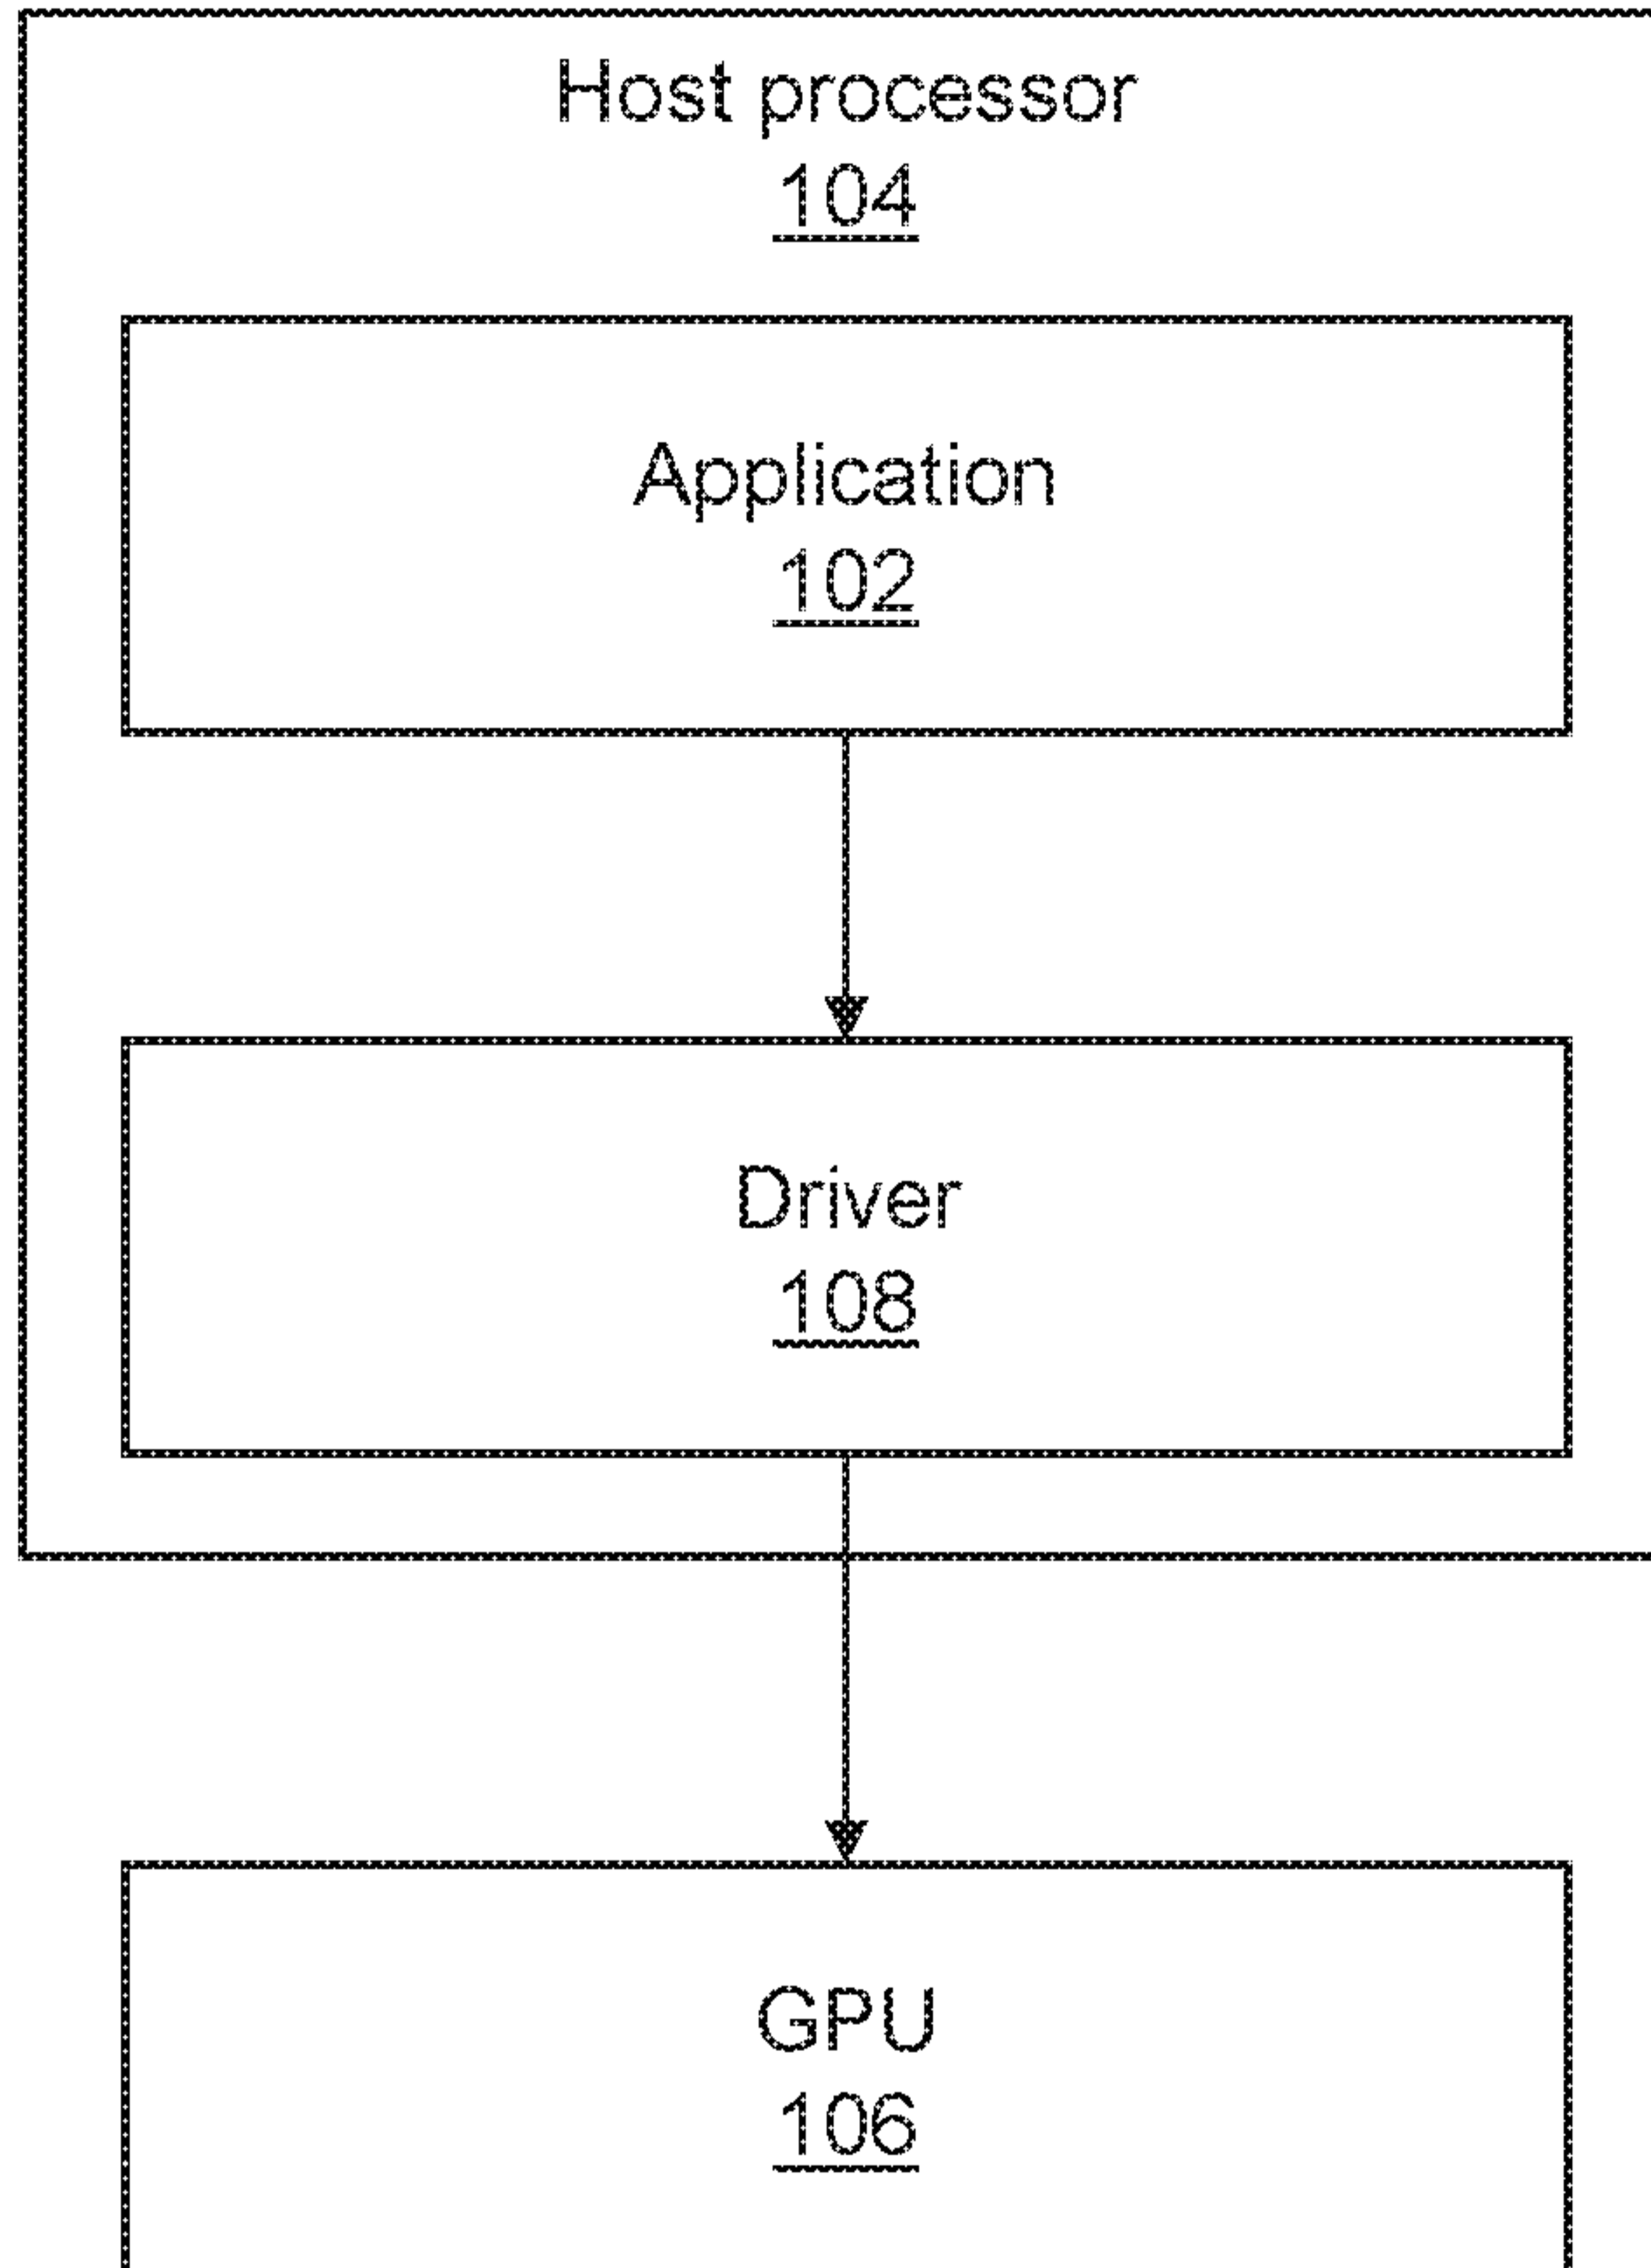 Host processor
104
Application
102
Driver
108
GPU
106